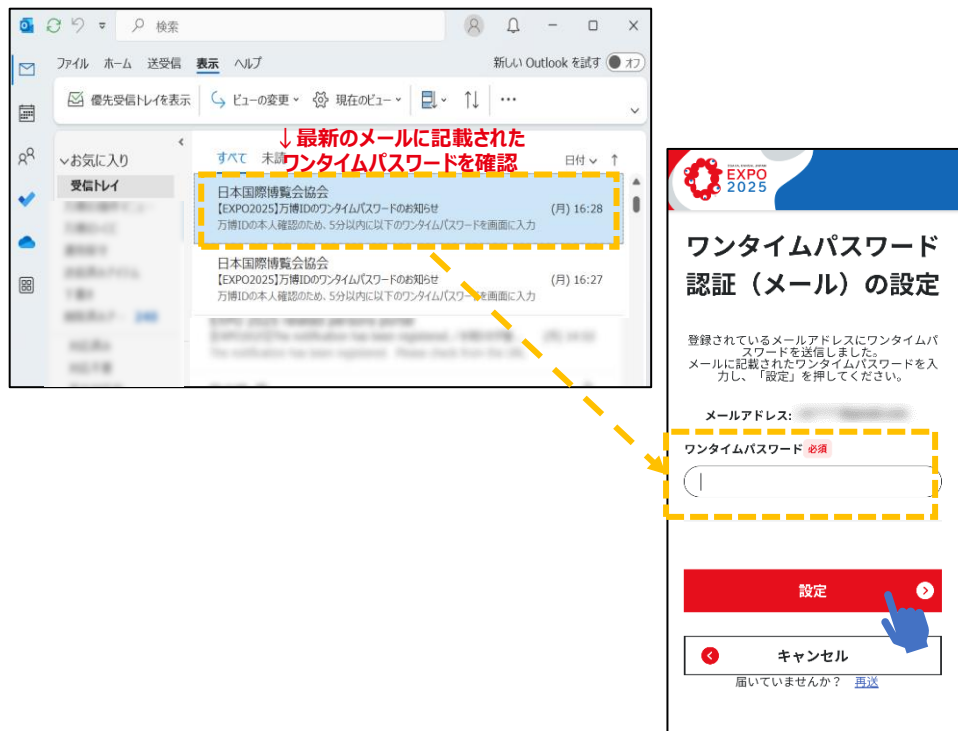 検索
ファイル ホーム 送受信 表示 ヘルプ
新しい Outlook を試す
オフ
優先受信トレイを表示
ビューの変更
現在のビュー
↓最新のメールに記載された
ワンタイムパスワードを確認
お気に入り
すべて 未読
日付
受信トレイ
日本国際博覧会協会
【EXPO2025】万博IDのワンタイムパスワードのお知らせ
(月) 16:28
万博IDの本人確認のため、5分以内に以下のワンタイムパスワードを画面に入力
日本国際博覧会協会
【EXPO2025】万博IDのワンタイムパスワードのお知らせ
(月) 16:27
万博IDの本人確認のため、5分以内に以下のワンタイムパスワードを画面に入力
OSAKA, KANSAI, JAPAN
EXPO
2025
ワンタイムパスワード
認証（メール）の設定
登録されているメールアドレスにワンタイムパ
スワードを送信しました。
メールに記載されたワンタイムパスワードを入
力し、「設定」を押してください。
メールアドレス:
ワンタイムパスワード 必須
設定
キャンセル
届いていませんか？ 再送